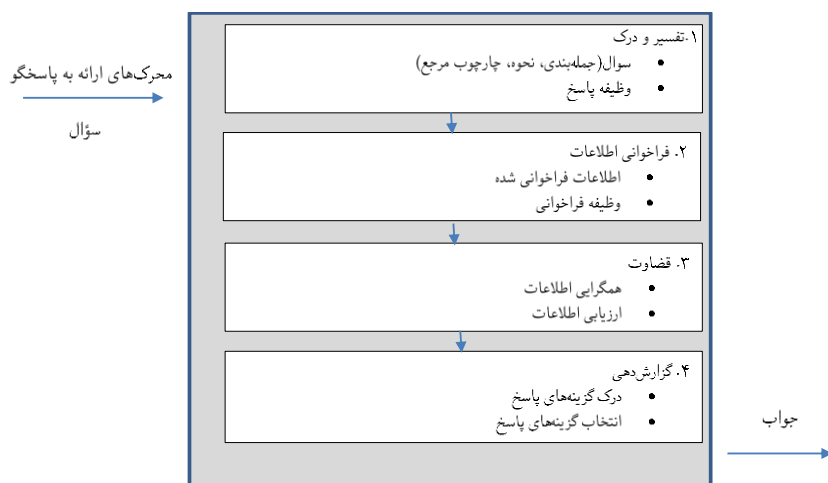 محرک‌های ارائه به پاسخگو
سؤال
۱.تفسیر و درک
سوال(جمله‌بندی، نحوه، چارچوب مرجع)
وظیفه پاسخ
۲. فراخوانی اطلاعات
اطلاعات فراخوانی شده
وظیفه فراخوانی
۳. قضاوت
همگرایی اطلاعات
ارزیابی اطلاعات
۴. گزارش‌دهی
درک گزینه‌های پاسخ
انتخاب گزینه‌های پاسخ
جواب